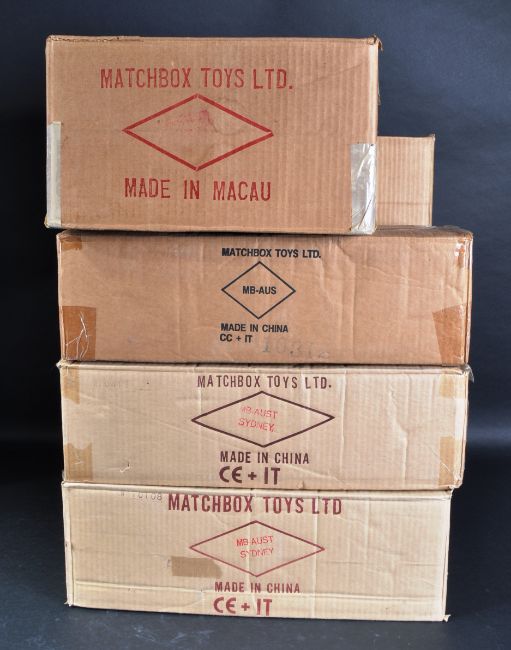 MATCHBOX TOYS LTD.
MADE IN MACAU
MATCHBOX TOYS LTD.
MB-AUS
MADE IN CHINA
CC + IT
MATCHBOX TOYS LTD.
MB-AUST
SYDNEY
MADE IN CHINA
CE + IT
MATCHBOX TOYS LTD
MB-AUST
SYDNEY
MADE IN CHINA
CE + IT